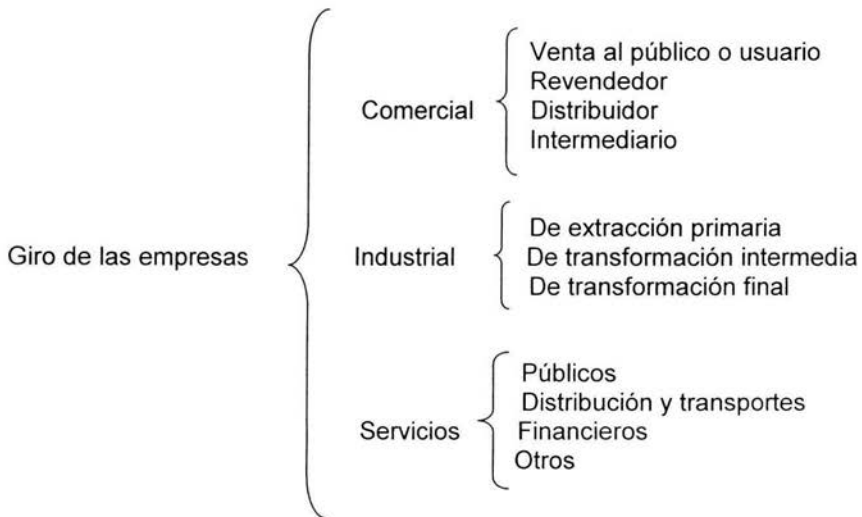 Giro de las empresas
Comercial
Venta al público o usuario
Revendedor
Distribuidor
Intermediario
Industrial
De extracción primaria
De transformación intermedia
De transformación final
Servicios
Públicos
Distribución y transportes
Financieros
Otros